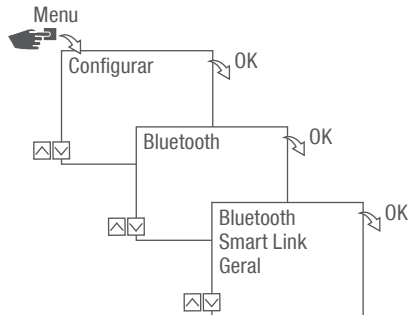 Menu
Configurar
OK
Bluetooth
OK
Bluetooth
Smart Link
Geral
OK